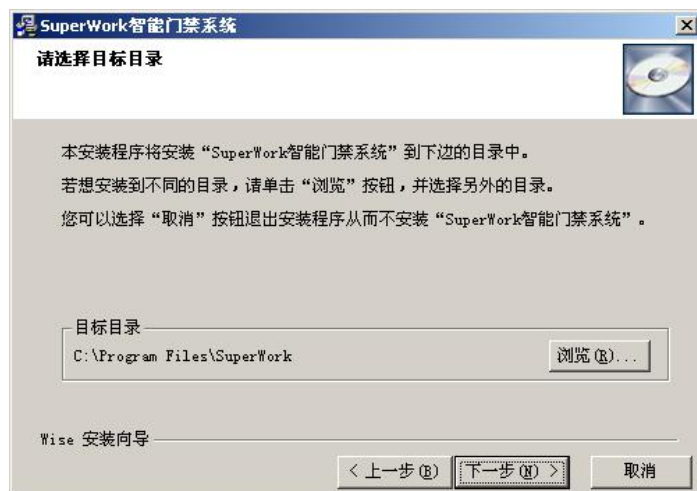 SuperWork智能门禁系统
请选择目标目录
本安装程序将安装“SuperWork智能门禁系统”到下边的目录中。
若想安装到不同的目录，请单击“浏览”按钮，并选择另外的目录。
您可以选择“取消”按钮退出安装程序从而不安装“SuperWork智能门禁系统”。
目标目录
C:\Program Files\SuperWork
浏览(R)...
Wise 安装向导
< 上一步(B)
下一步(N) >
取消